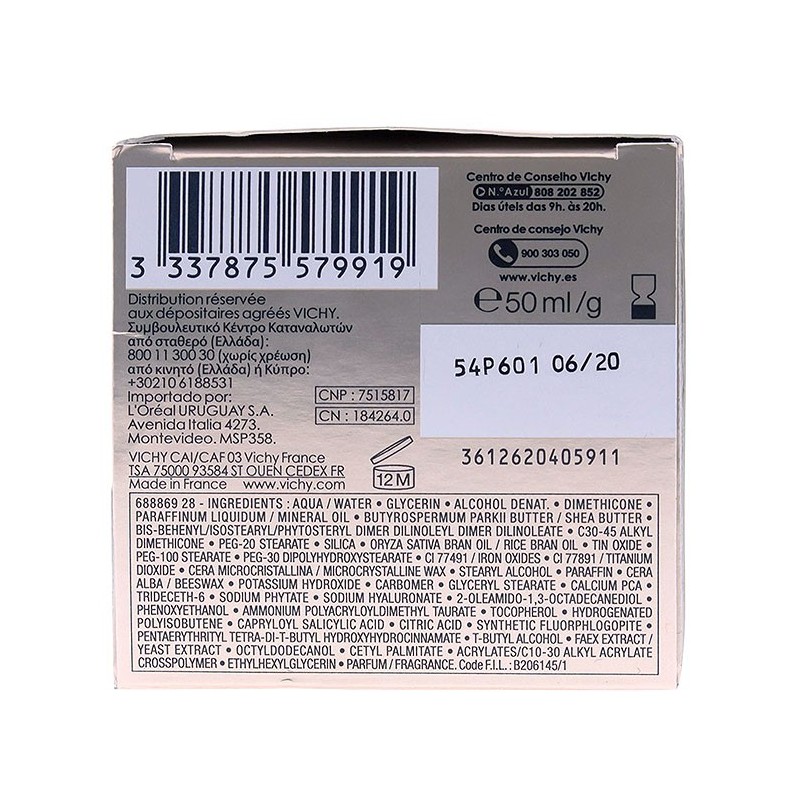 3 337875 579919
Centro de Conselho Vichy
N.º Azul 808 202 852
Dias úteis das 9h. às 20h.
Centro de consejo Vichy
900 303 050
www.vichy.es
℮50 ml/g
Distribution réservée
aux dépositaires agréés VICHY.
Συμβουλευτικό Κέντρο Καταναλωτών
από σταθερό (Ελλάδα):
800 11 300 30 (χωρίς χρέωση)
από κινητό (Ελλάδα) ή Κύπρο:
+30210 6188531
Importado por:
L'Oréal URUGUAY S.A.
Avenida Italia 4273.
Montevideo. MSP358.
CNP : 7515817
CN : 184264.0
54P601 06/20
3612620405911
VICHY CAI/CAF 03 Vichy France
TSA 75000 93584 ST OUEN CEDEX FR
Made in France www.vichy.com
12 M
688869 28 - INGREDIENTS : AQUA / WATER • GLYCERIN • ALCOHOL DENAT. • DIMETHICONE •
PARAFFINUM LIQUIDUM / MINERAL OIL • BUTYROSPERMUM PARKII BUTTER / SHEA BUTTER •
BIS-BEHENYL/ISOSTEARYL/PHYTOSTERYL DIMER DILINOLEYL DIMER DILINOLEATE • C30-45 ALKYL
DIMETHICONE • PEG-20 STEARATE • SILICA • ORYZA SATIVA BRAN OIL / RICE BRAN OIL • TIN OXIDE •
PEG-100 STEARATE • PEG-30 DIPOLYHYDROXYSTEARATE • CI 77491 / IRON OXIDES • CI 77891 / TITANIUM
DIOXIDE • CERA MICROCRISTALLINA / MICROCRYSTALLINE WAX • STEARYL ALCOHOL • PARAFFIN • CERA
ALBA / BEESWAX • POTASSIUM HYDROXIDE • CARBOMER • GLYCERYL STEARATE • CALCIUM PCA •
TRIDECETH-6 • SODIUM PHYTATE • SODIUM HYALURONATE • 2-OLEAMIDO-1,3-OCTADECANEDIOL •
PHENOXYETHANOL • AMMONIUM POLYACRYLOYLDIMETHYL TAURATE • TOCOPHEROL • HYDROGENATED
POLYISOBUTENE • CAPRYLOYL SALICYLIC ACID • CITRIC ACID • SYNTHETIC FLUORPHLOGOPITE •
PENTAERYTHRITYL TETRA-DI-T-BUTYL HYDROXYHYDROCINNAMATE • T-BUTYL ALCOHOL • FAEX EXTRACT /
YEAST EXTRACT • OCTYLDODECANOL • CETYL PALMITATE • ACRYLATES/C10-30 ALKYL ACRYLATE
CROSSPOLYMER • ETHYLHEXYLGLYCERIN • PARFUM / FRAGRANCE. Code F.I.L. : B206145/1